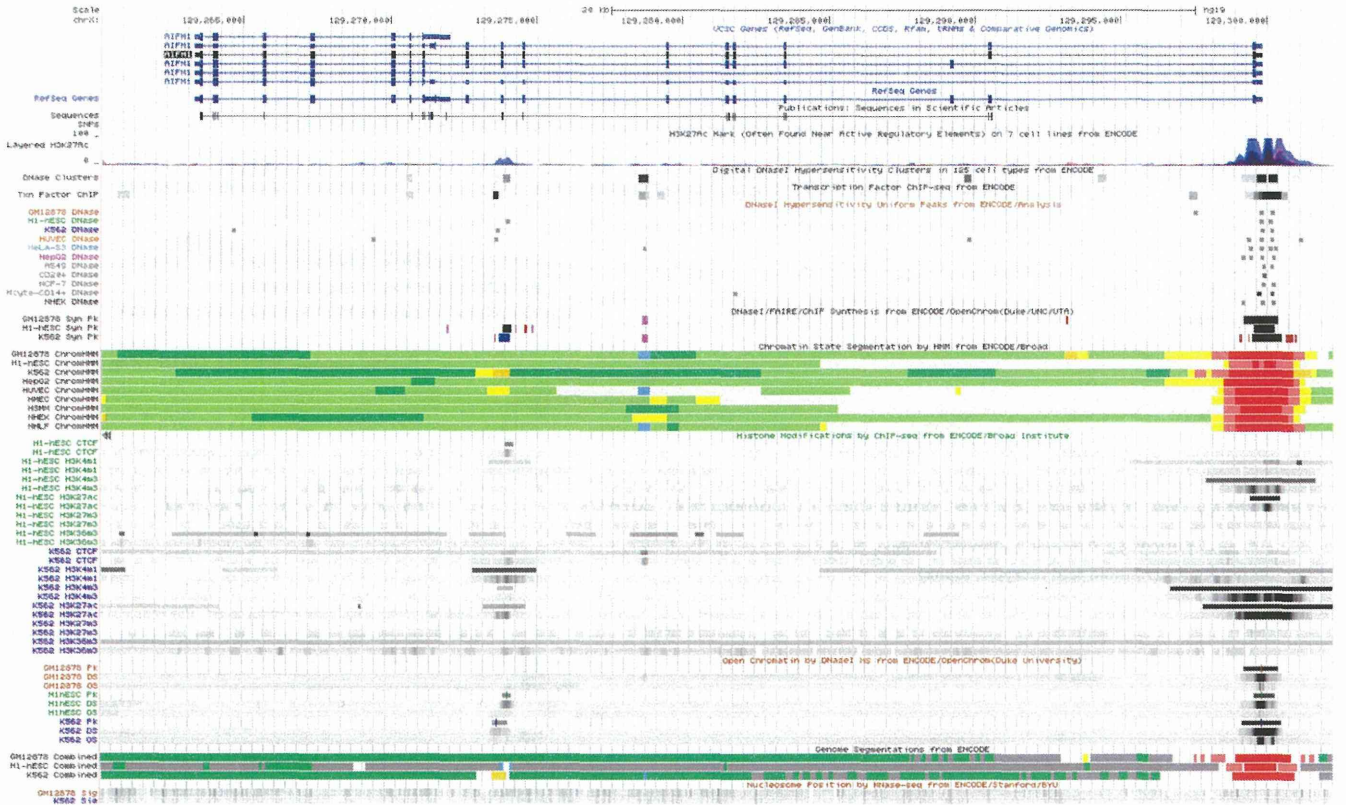 Scale 20 kb hg19
chrX: 129,265,000 129,270,000 129,275,000 129,280,000 129,285,000 129,290,000 129,295,000 129,300,000
UCSC Genes (RefSeq, GenBank, CCDS, Rfam, tRNAs & Comparative Genomics)
AIFM1
AIFM1
AIFM1
AIFM1
AIFM1
AIFM1
RefSeq Genes
RefSeq Genes
Publications: Sequences in Scientific Articles
Sequences
SNPs
H3K27Ac Mark (Often Found Near Active Regulatory Elements) on 7 cell lines from ENCODE
100
Layered H3K27Ac
0
Digital DNaseI Hypersensitivity Clusters in 125 cell types from ENCODE
DNase Clusters
Transcription Factor ChIP-seq from ENCODE
Txn Factor ChIP
DNaseI Hypersensitivity Uniform Peaks from ENCODE/Analysis
GM12878 DNase
H1-hESC DNase
K562 DNase
HUVEC DNase
HeLa-S3 DNase
HepG2 DNase
A549 DNase
CD20+ DNase
MCF-7 DNase
Mcyte-CD14+ DNase
NHEK DNase
DNaseI/FAIRE/ChIP Synthesis from ENCODE/OpenChrom(Duke/UNC/UTA)
GM12878 Syn Pk
H1-hESC Syn Pk
K562 Syn Pk
Chromatin State Segmentation by HMM from ENCODE/Broad
GM12878 ChromHMM
H1-hESC ChromHMM
K562 ChromHMM
HepG2 ChromHMM
HUVEC ChromHMM
HMEC ChromHMM
HSMM ChromHMM
NHEK ChromHMM
NHLF ChromHMM
Histone Modifications by ChIP-seq from ENCODE/Broad Institute
H1-hESC CTCF
H1-hESC CTCF
H1-hESC H3K4m1
H1-hESC H3K4m1
H1-hESC H3K4m3
H1-hESC H3K4m3
H1-hESC H3K27Ac
H1-hESC H3K27ac
H1-hESC H3K27m3
H1-hESC H3K27m3
H1-hESC H3K36m3
H1-hESC H3K36m3
K562 CTCF
K562 CTCF
K562 H3K4m1
K562 H3K4m1
K562 H3K4m3
K562 H3K4m3
K562 H3K27ac
K562 H3K27ac
K562 H3K27m3
K562 H3K27m3
K562 H3K36m3
K562 H3K36m3
Open Chromatin by DNaseI HS from ENCODE/OpenChrom(Duke University)
GM12878 Pk
GM12878 DS
GM12878 OS
H1hESC Pk
H1hESC DS
H1hESC OS
K562 Pk
K562 DS
K562 OS
Genome Segmentations from ENCODE
GM12878 Combined
H1-hESC Combined
K562 Combined
Nucleosome Position by MNase-seq from ENCODE/Stanford/BYU
GM12878 Sig
K562 Sig